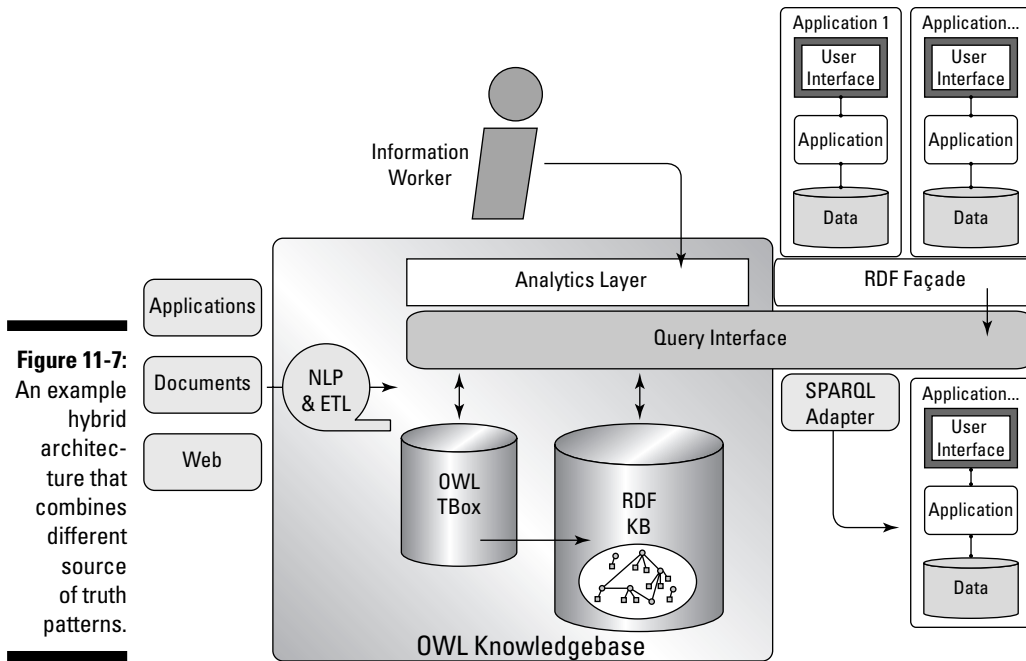 Application 1
User
Interface
Application
Data
Application...
User
Interface
Application
Data
Information
Worker
Analytics Layer
RDF Façade
Query Interface
Applications
Documents
Web
NLP
& ETL
OWL
TBox
RDF
KB
SPARQL
Adapter
Application...
User
Interface
Application
Data
OWL Knowledgebase
Figure 11-7:
An example
hybrid
architec-
ture that
combines
different
source
of truth
patterns.